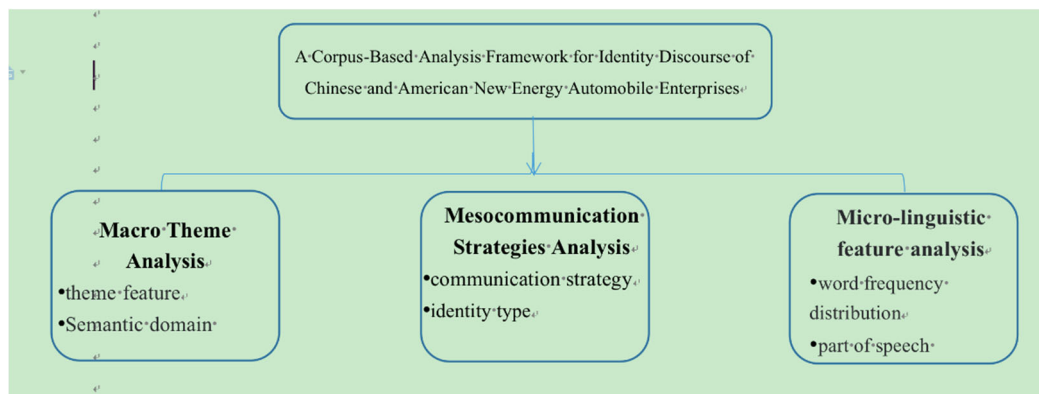 A Corpus-Based Analysis Framework for Identity Discourse of
Chinese and American New Energy Automobile Enterprises
Macro Theme
Analysis
•theme feature
•Semantic domain
Mesocommunication
Strategies Analysis
•communication strategy
•identity type
Micro-linguistic
feature analysis
•word frequency
distribution
•part of speech